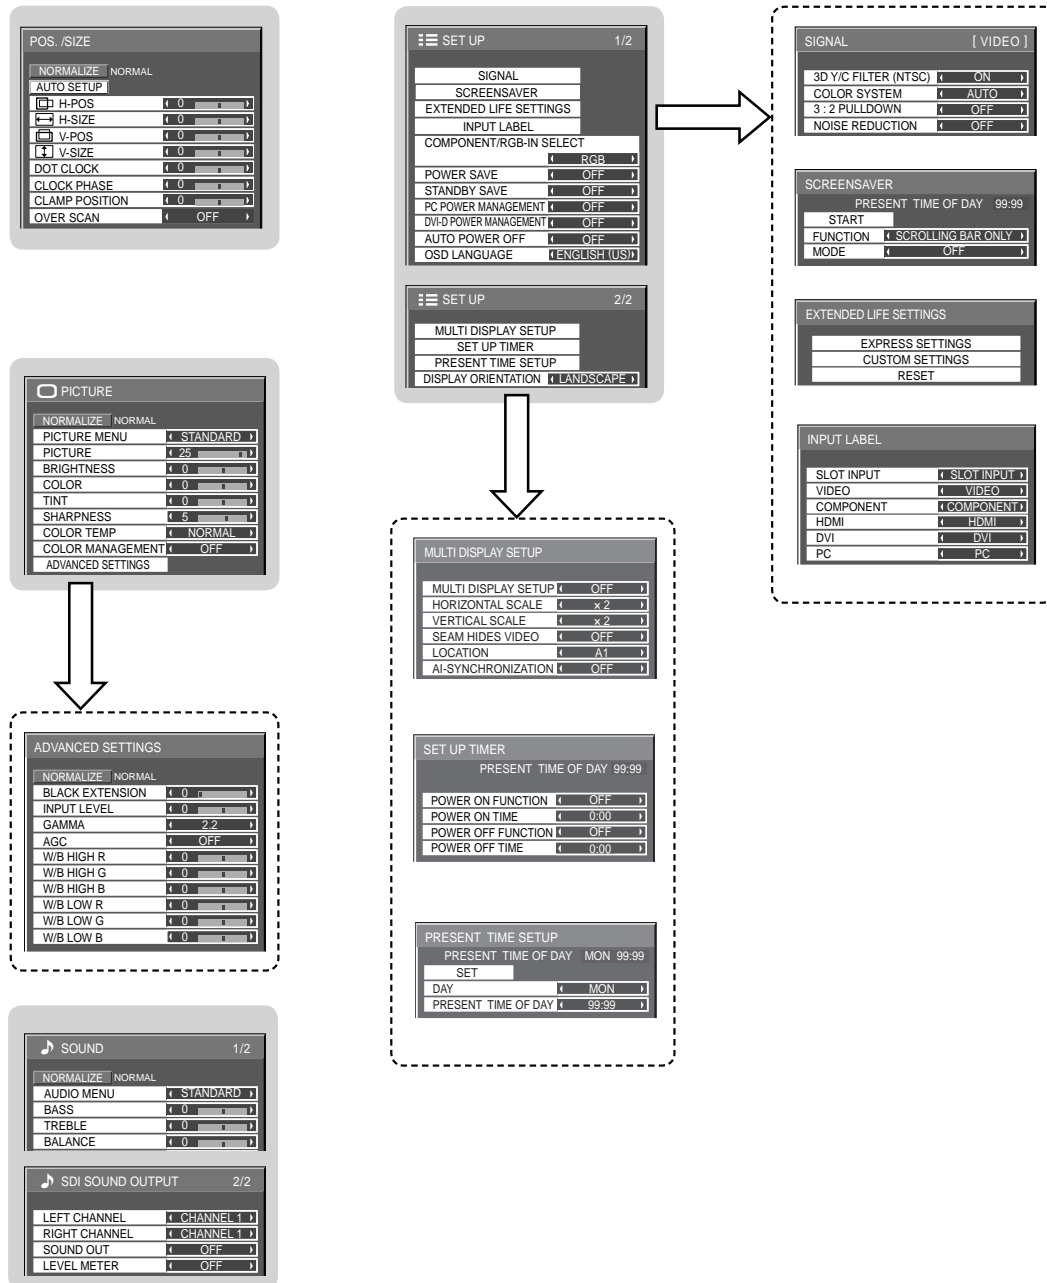 POS. /SIZE
NORMALIZE NORMAL
AUTO SETUP
H-POS 0
H-SIZE 0
V-POS 0
V-SIZE 0
DOT CLOCK 0
CLOCK PHASE 0
CLAMP POSITION 0
OVER SCAN OFF
PICTURE
NORMALIZE NORMAL
PICTURE MENU STANDARD
PICTURE 25
BRIGHTNESS 0
COLOR 0
TINT 0
SHARPNESS 5
COLOR TEMP NORMAL
COLOR MANAGEMENT OFF
ADVANCED SETTINGS
ADVANCED SETTINGS
NORMALIZE NORMAL
BLACK EXTENSION 0
INPUT LEVEL 0
GAMMA 2.2
AGC OFF
W/B HIGH R 0
W/B HIGH G 0
W/B HIGH B 0
W/B LOW R 0
W/B LOW G 0
W/B LOW B 0
SOUND 1/2
NORMALIZE NORMAL
AUDIO MENU STANDARD
BASS 0
TREBLE 0
BALANCE 0
SDI SOUND OUTPUT 2/2
LEFT CHANNEL CHANNEL 1
RIGHT CHANNEL CHANNEL 1
SOUND OUT OFF
LEVEL METER OFF
SET UP 1/2
SIGNAL
SCREENSAVER
EXTENDED LIFE SETTINGS
INPUT LABEL
COMPONENT/RGB-IN SELECT
RGB
POWER SAVE OFF
STANDBY SAVE OFF
PC POWER MANAGEMENT OFF
DVI-D POWER MANAGEMENT OFF
AUTO POWER OFF OFF
OSD LANGUAGE ENGLISH (US)
SET UP 2/2
MULTI DISPLAY SETUP
SET UP TIMER
PRESENT TIME SETUP
DISPLAY ORIENTATION LANDSCAPE
MULTI DISPLAY SETUP
MULTI DISPLAY SETUP OFF
HORIZONTAL SCALE × 2
VERTICAL SCALE × 2
SEAM HIDES VIDEO OFF
LOCATION A1
AI-SYNCHRONIZATION OFF
SET UP TIMER
PRESENT TIME OF DAY 99:99
POWER ON FUNCTION OFF
POWER ON TIME 0:00
POWER OFF FUNCTION OFF
POWER OFF TIME 0:00
PRESENT TIME SETUP
PRESENT TIME OF DAY MON 99:99
SET
DAY MON
PRESENT TIME OF DAY 99:99
SIGNAL [ VIDEO ]
3D Y/C FILTER (NTSC) ON
COLOR SYSTEM AUTO
3 : 2 PULLDOWN OFF
NOISE REDUCTION OFF
SCREENSAVER
PRESENT TIME OF DAY 99:99
START
FUNCTION SCROLLING BAR ONLY
MODE OFF
EXTENDED LIFE SETTINGS
EXPRESS SETTINGS
CUSTOM SETTINGS
RESET
INPUT LABEL
SLOT INPUT SLOT INPUT
VIDEO VIDEO
COMPONENT COMPONENT
HDMI HDMI
DVI DVI
PC PC